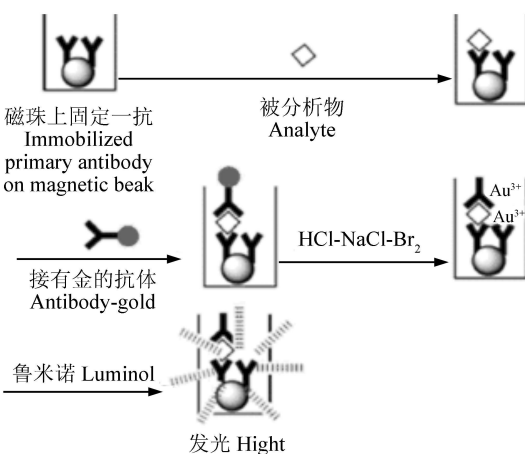 磁珠上固定一抗
Immobilized
primary antibody
on magnetic beak
被分析物
Analyte
接有金的抗体
Antibody-gold
HCl-NaCl-Br₂
Au³⁺
Au³⁺
鲁米诺 Luminol
发光 Hight